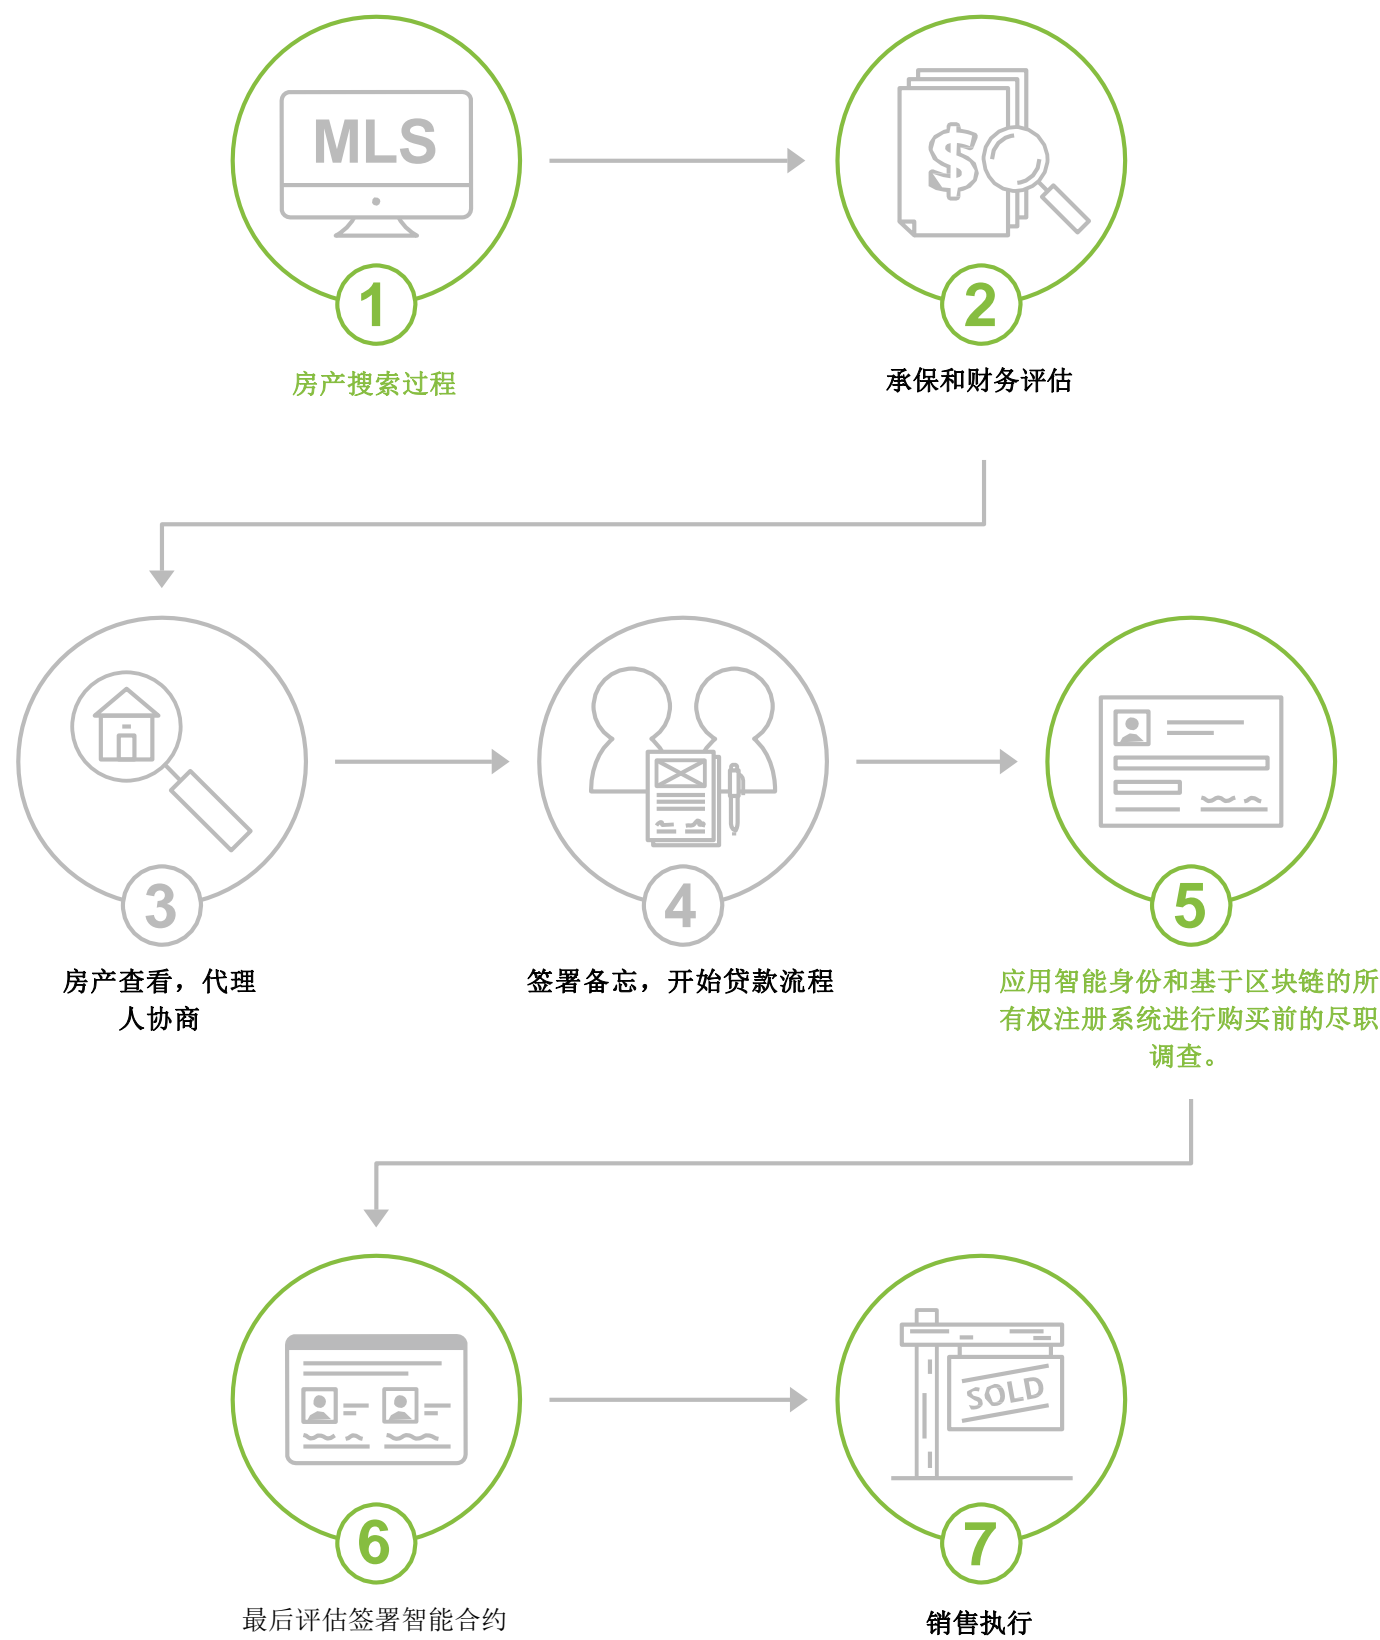 MLS
1
房产搜索过程
2
承保和财务评估
3
房产查看，代理
人协商
4
签署备忘，开始贷款流程
5
应用智能身份和基于区块链的所
有权注册系统进行购买前的尽职
调查。
6
最后评估签署智能合约
SOLD
7
销售执行